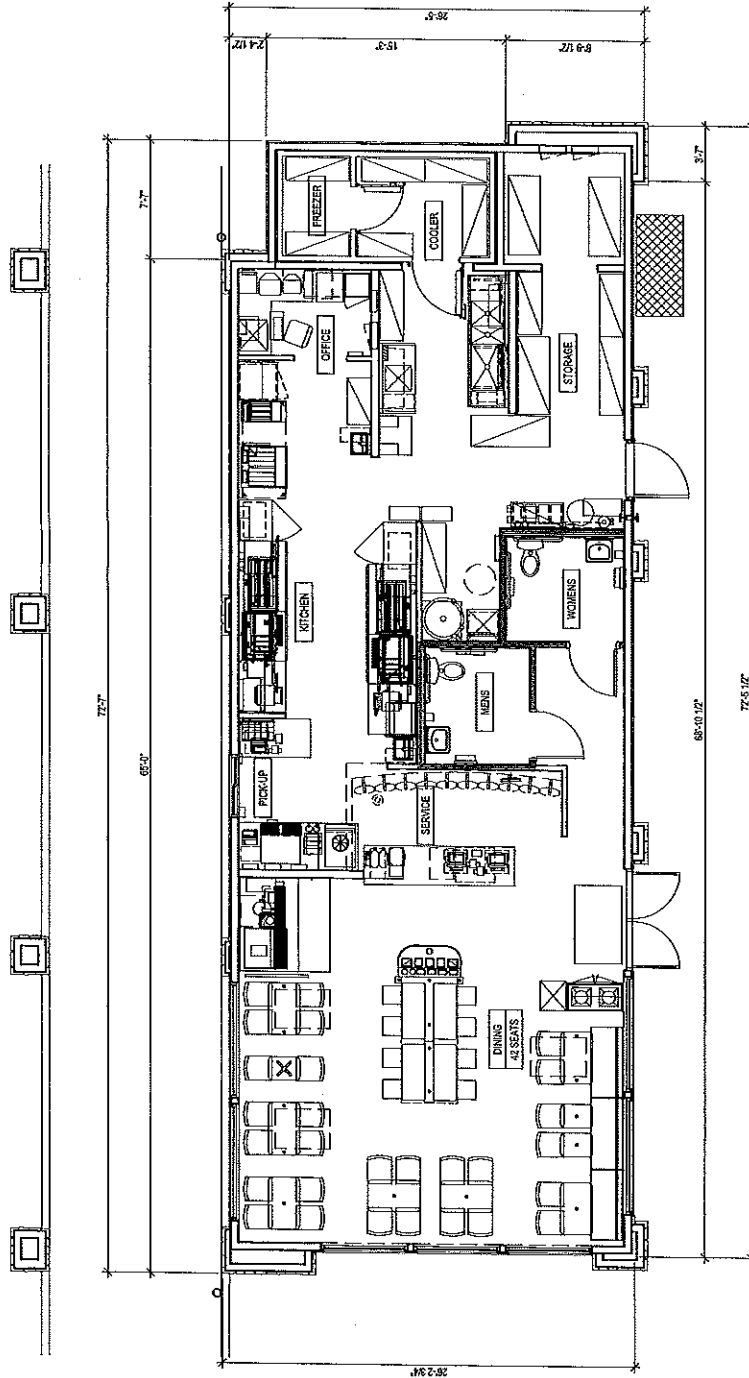 26'-5"
2'-4 1/2"
15'-3"
8'-9 1/2"
7'-7"
3'-7"
FREEZER
COOLER
OFFICE
STORAGE
KITCHEN
WOMENS
MENS
72'-7"
65'-0"
68'-10 1/2"
72'-5 1/2"
PICK-UP
SERVICE
DINING
42 SEATS
26'-2 3/4"